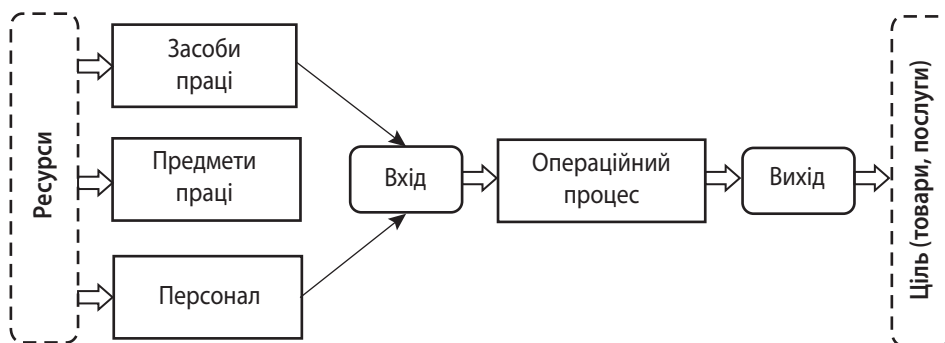 Ресурси
Засоби
праці
Предмети
праці
Персонал
Вхід
Операційний
процес
Вихід
Ціль (товари, послуги)